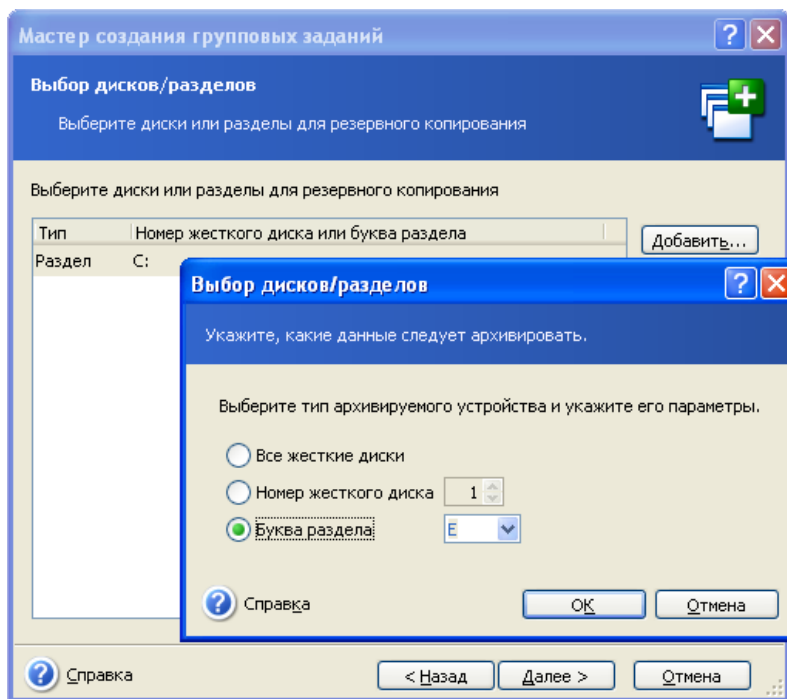 Мастер создания групповых заданий
Выбор дисков/разделов
Выберите диски или разделы для резервного копирования
Выберите диски или разделы для резервного копирования
Тип Номер жесткого диска или буква раздела
Добавить...
Раздел C:
Выбор дисков/разделов
Укажите, какие данные следует архивировать.
Выберите тип архивируемого устройства и укажите его параметры.
Все жесткие диски
Номер жесткого диска 1
Буква раздела E
Справка ОК Отмена
Справка < Назад Далее > Отмена